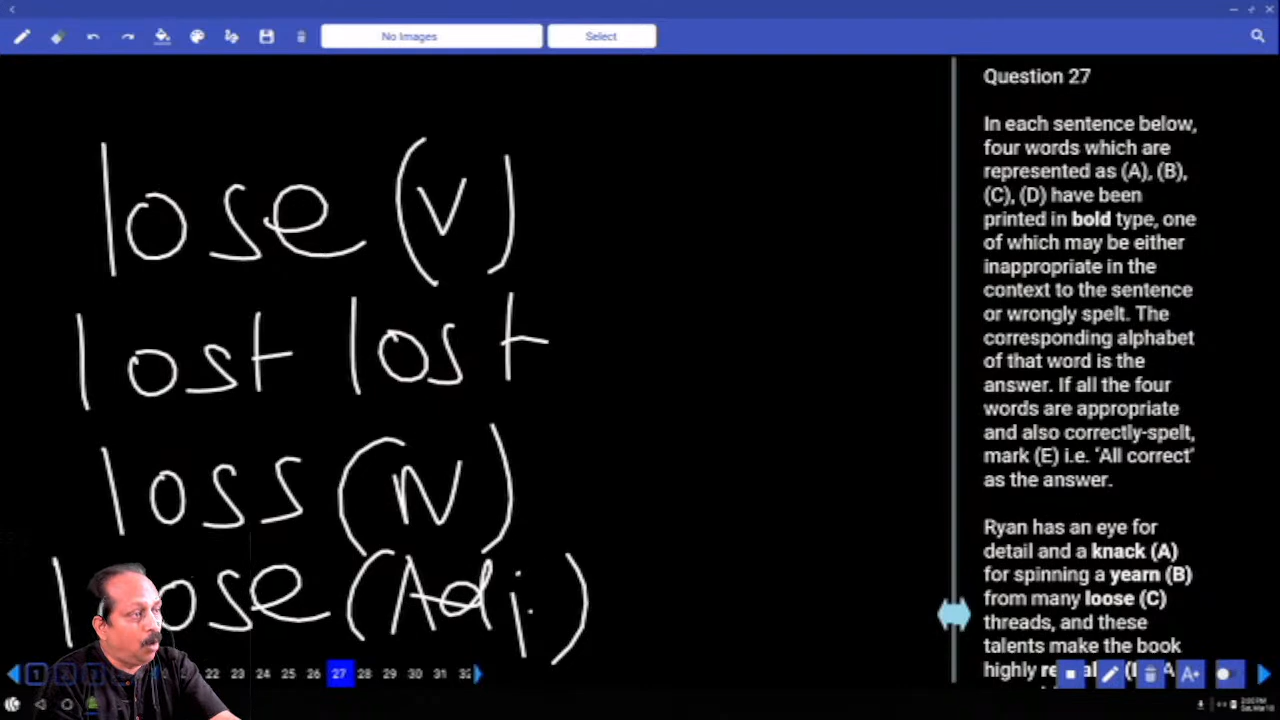 No Images
Select
lose (v)
lost lost
loss (N)
(Adj)
Question 27
In each sentence below,
four words which are
represented as (A), (B),
(C), (D) have been
printed in bold type, one
of which may be either
inappropriate in the
context to the sentence
or wrongly spelt. The
corresponding alphabet
of that word is the
answer. If all the four
words are appropriate
and also correctly-spelt,
mark (E) i.e. ‘All correct’
as the answer.
Ryan has an eye for
detail and a knack (A)
for spinning a yearn (B)
from many loose (C)
threads, and these
talents make the book
highly
1 2 3 22 23 24 25 26 27 28 29 30 31
A+